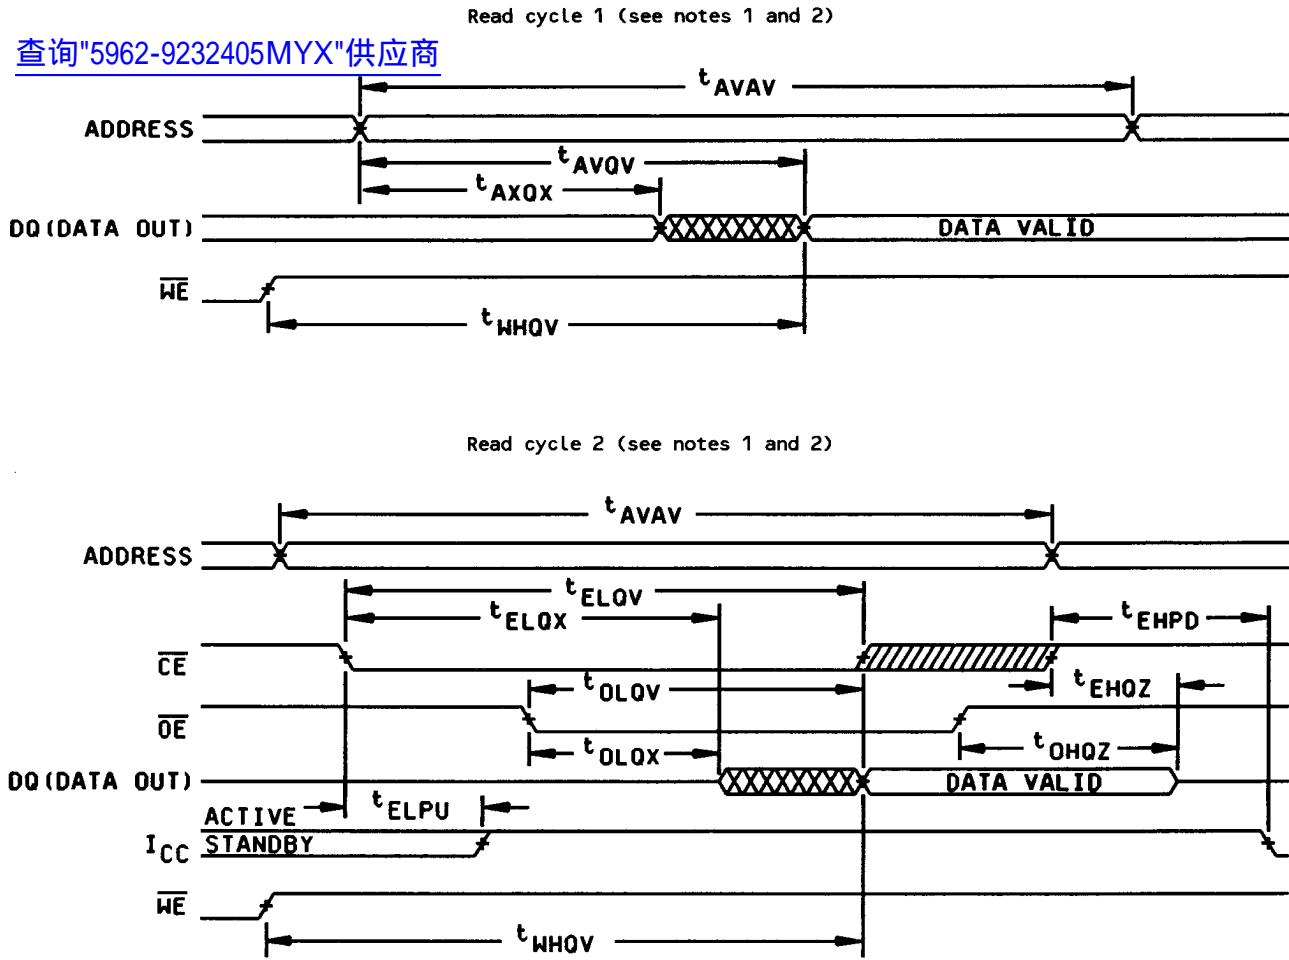 Read cycle 1 (see notes 1 and 2)
查询"5962-9232405MYX"供应商
tAVAV
ADDRESS
tAVQV
tAXQX
DQ(DATA OUT)
DATA VALID
WE
tWHQV
Read cycle 2 (see notes 1 and 2)
tAVAV
ADDRESS
tELQV
tELQX
tEHPD
CE
tOLQV
tEHQZ
OE
tOLQX
tOHQZ
DQ(DATA OUT)
DATA VALID
tELPU
ACTIVE
ICC STANDBY
WE
tWHQV